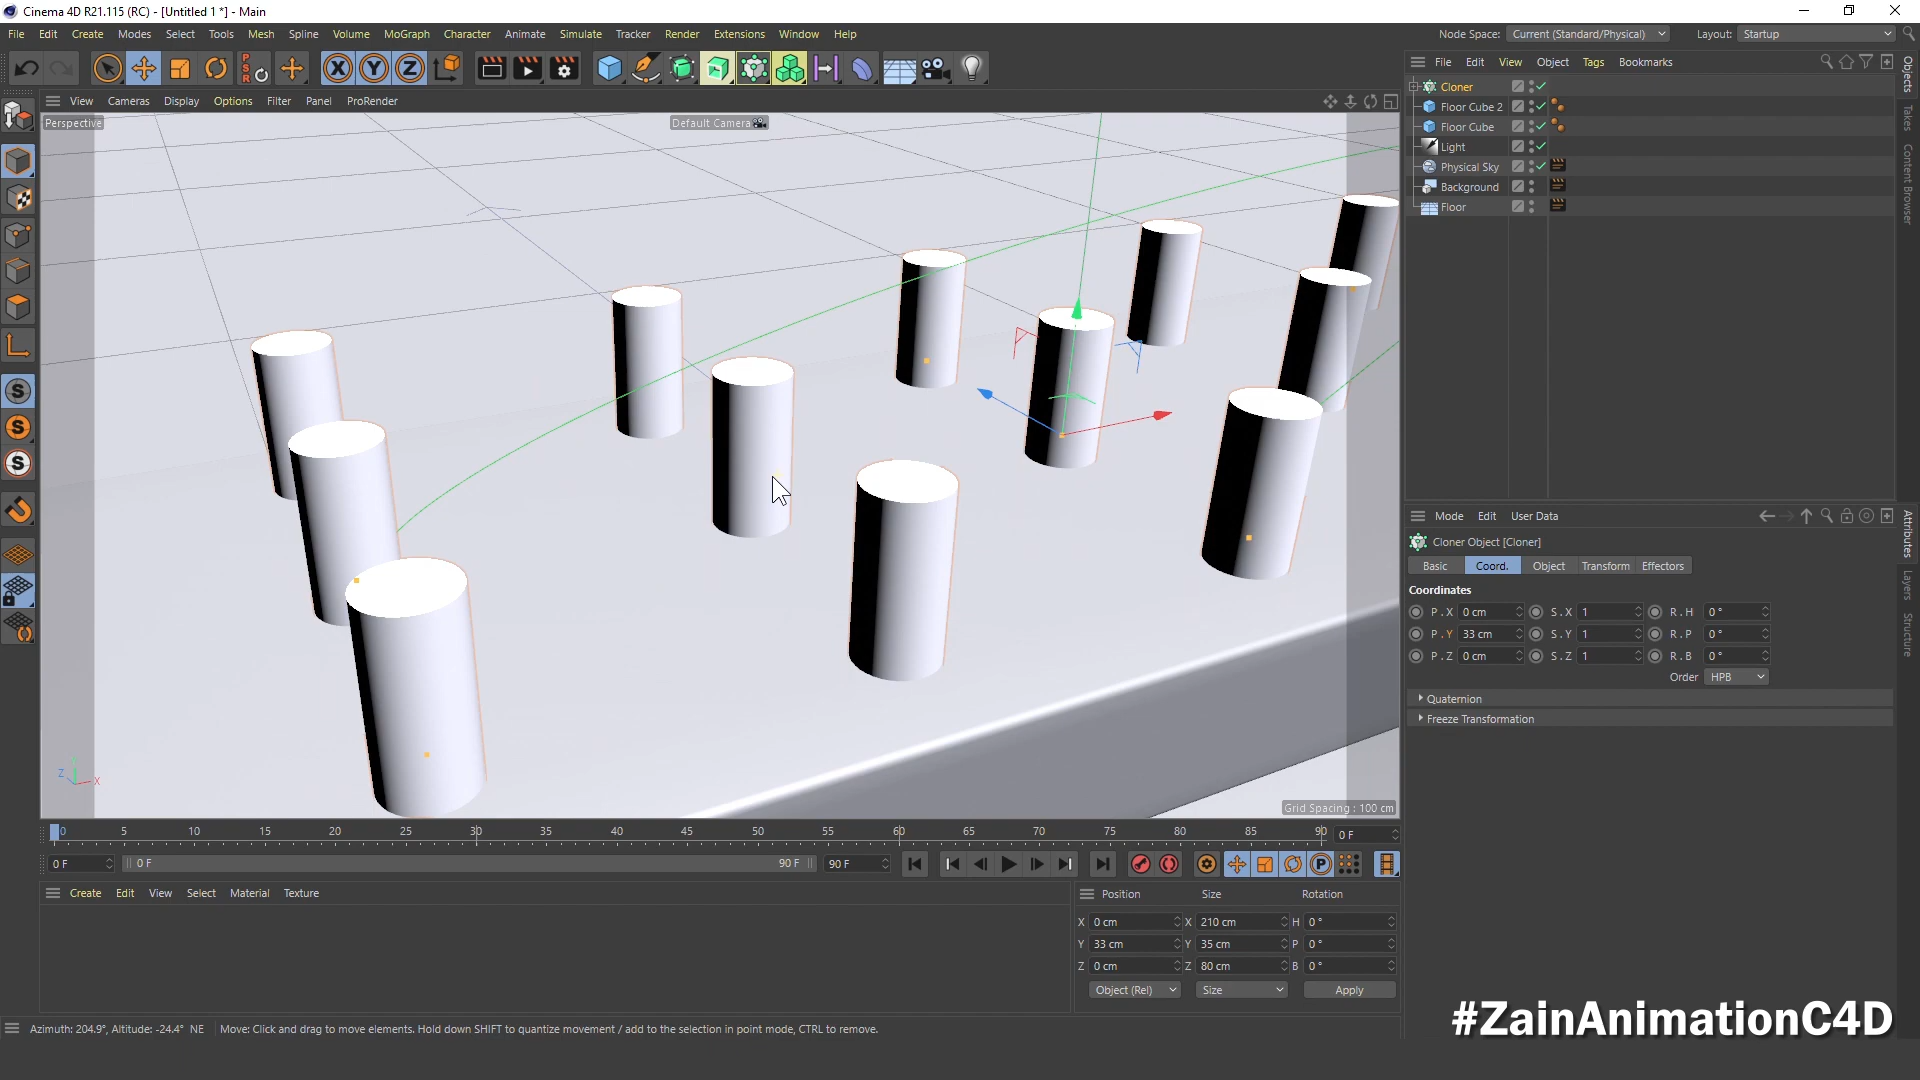 Cinema 4D R21.115 (RC) - [Untitled 1 *] - Main
File Edit Create Modes Select Tools Mesh Spline Volume MoGraph Character Animate Simulate Tracker Render Extensions Window Help
Node Space: Current (Standard/Physical) Layout: Startup
P S R X Y Z
View Cameras Display Options Filter Panel ProRender
Perspective
Default Camera
Grid Spacing : 100 cm
Z X
S
S
S
File Edit View Object Tags Bookmarks
Cloner
Floor Cube 2
Floor Cube
Light
Physical Sky
Background
Floor
Objects
Takes
Content Browser
Mode Edit User Data
Cloner Object [Cloner]
Basic Coord. Object Transform Effectors
Coordinates
P . X 0 cm S . X 1 R . H 0 °
P . Y 33 cm S . Y 1 R . P 0 °
P . Z 0 cm S . Z 1 R . B 0 °
Order HPB
Quaternion
Freeze Transformation
Attributes
Layers
Structure
0 5 10 15 20 25 30 35 40 45 50 55 60 65 70 75 80 85 90 0 F
0 F 0 F 90 F 90 F P
Create Edit View Select Material Texture
Position Size Rotation
X 0 cm X 210 cm H 0 °
Y 33 cm Y 35 cm P 0 °
Z 0 cm Z 80 cm B 0 °
Object (Rel) Size Apply
Azimuth: 204.9°, Altitude: -24.4° NE Move: Click and drag to move elements. Hold down SHIFT to quantize movement / add to the selection in point mode, CTRL to remove.
#ZainAnimationC4D